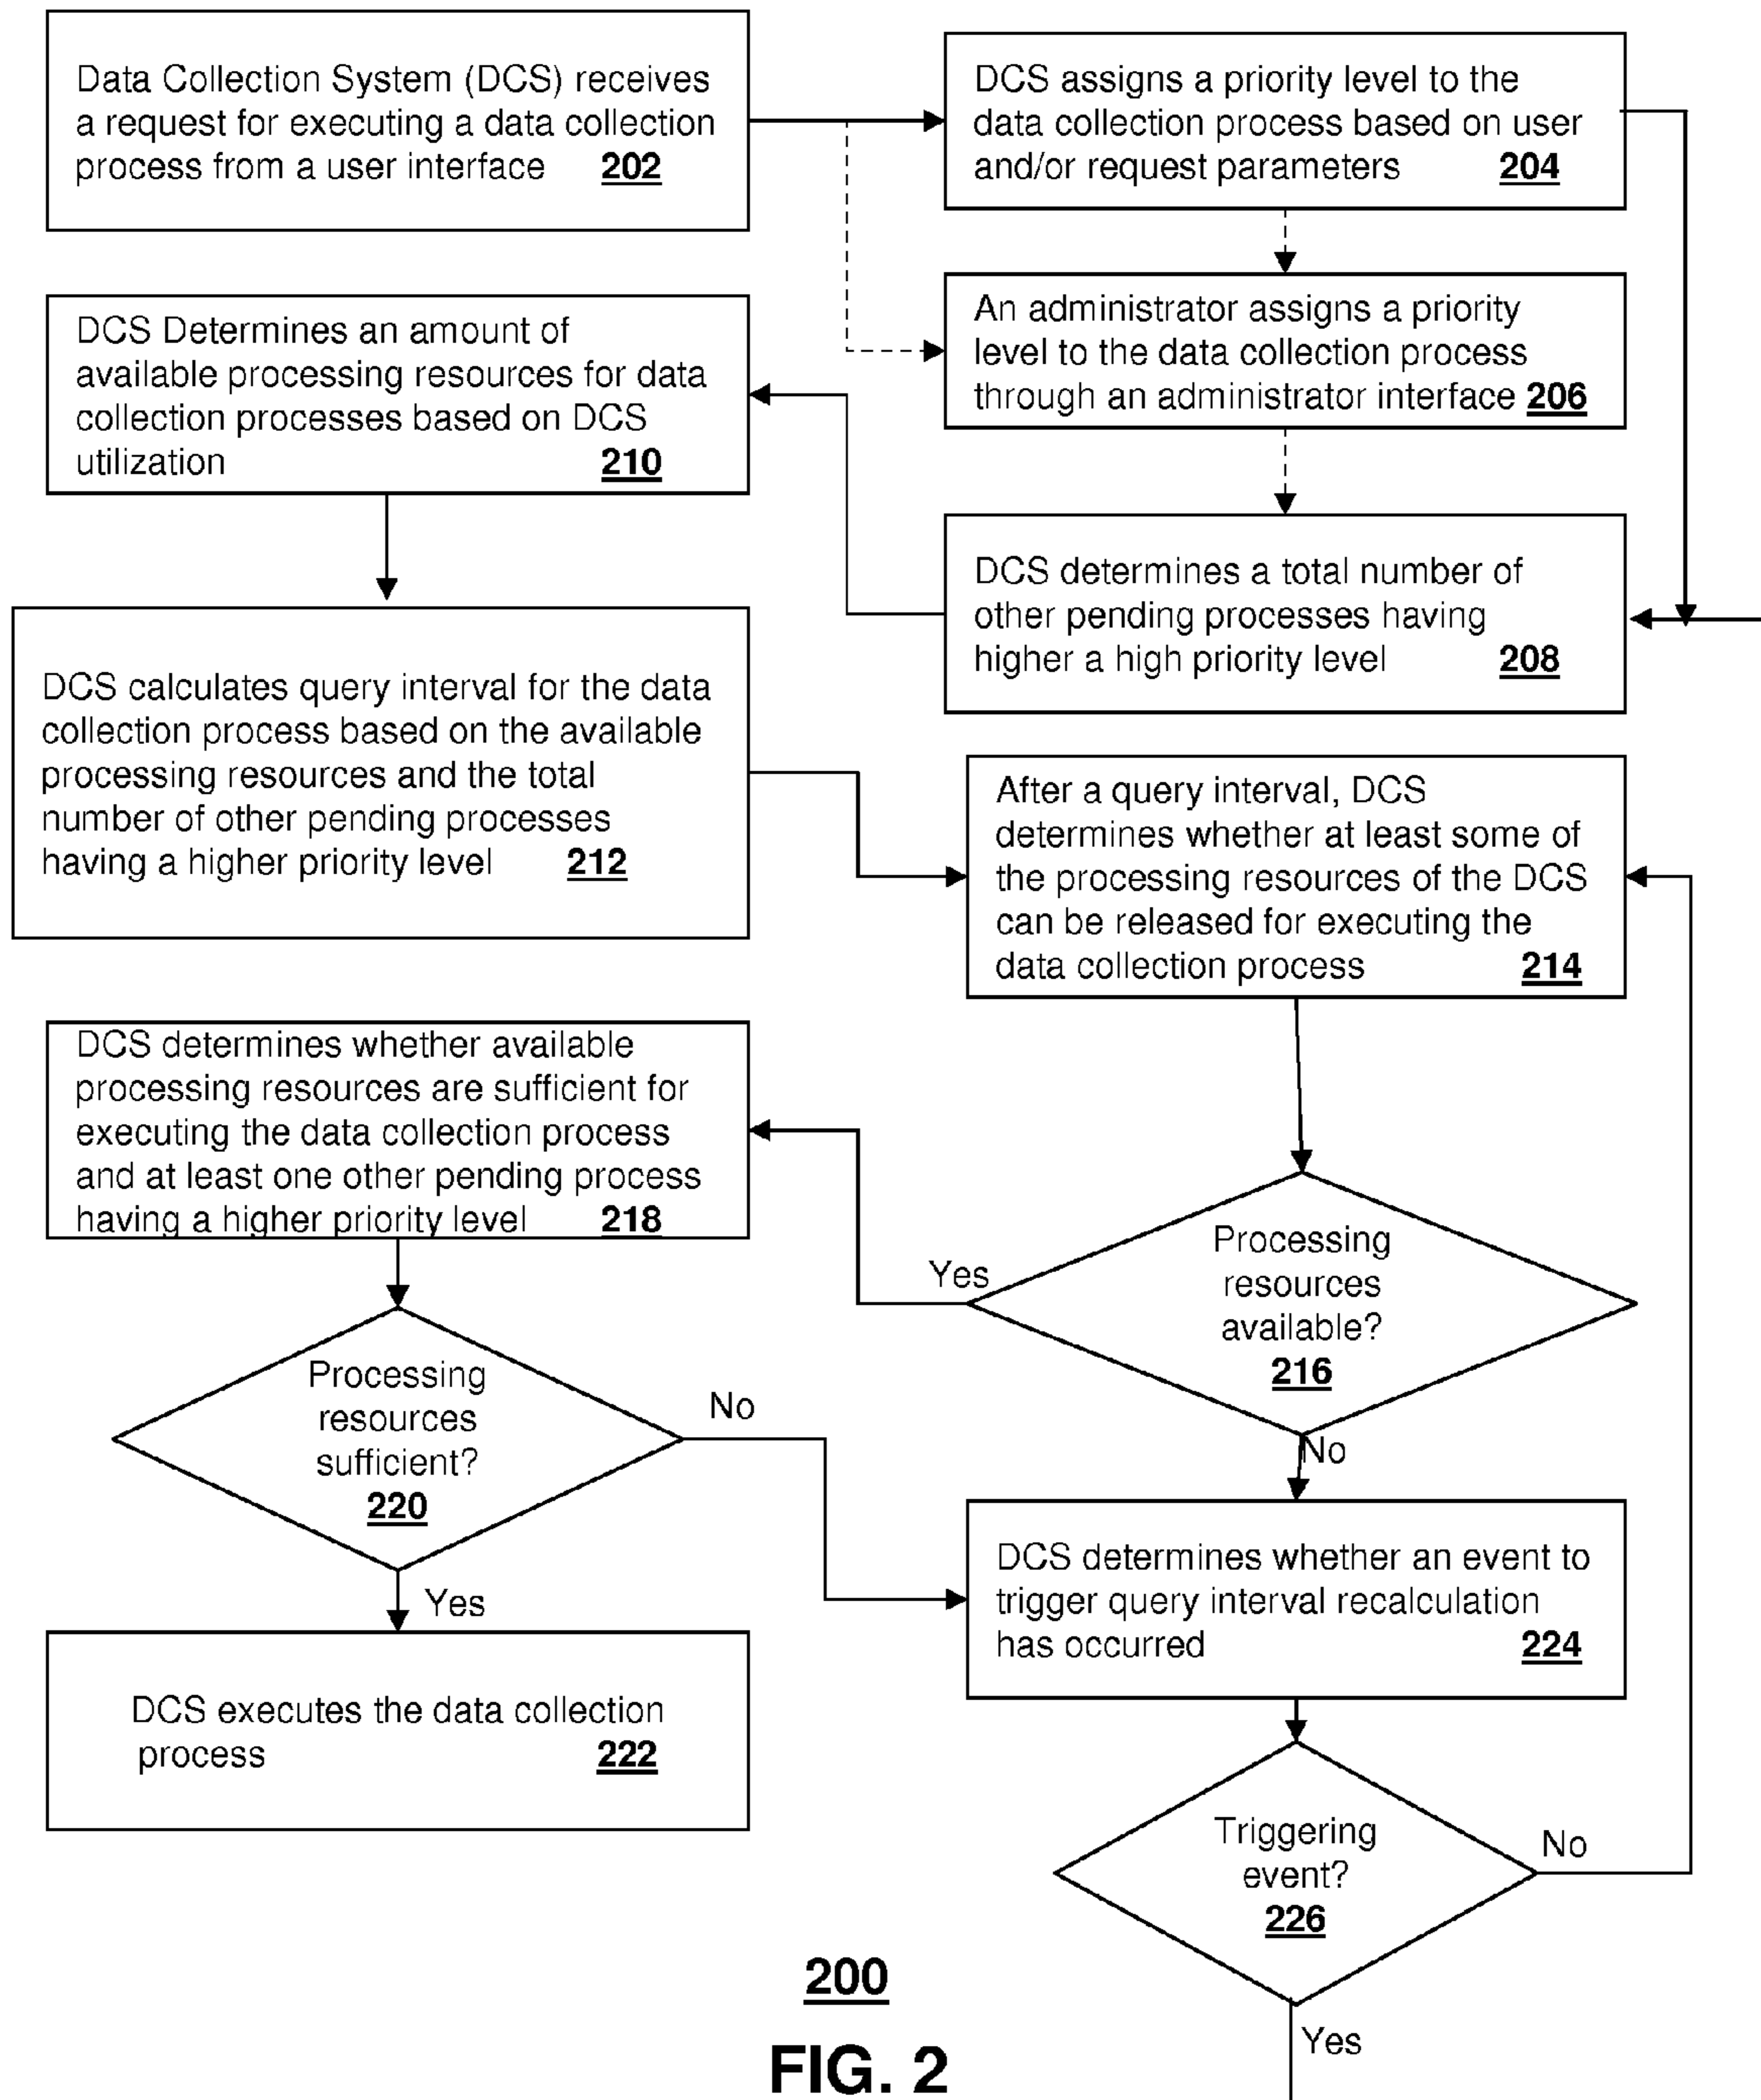 Data Collection System (DCS) receives
a request for executing a data collection
process from a user interface 202
DCS assigns a priority level to the
data collection process based on user
and/or request parameters 204
An administrator assigns a priority
level to the data collection process
through an administrator interface 206
DCS determines a total number of
other pending processes having
higher a high priority level 208
DCS Determines an amount of
available processing resources for data
collection processes based on DCS
utilization 210
DCS calculates query interval for the data
collection process based on the available
processing resources and the total
number of other pending processes
having a higher priority level 212
After a query interval, DCS
determines whether at least some of
the processing resources of the DCS
can be released for executing the
data collection process 214
Processing
resources
available?
216
Yes
No
DCS determines whether available
processing resources are sufficient for
executing the data collection process
and at least one other pending process
having a higher priority level 218
Processing
resources
sufficient?
220
No
Yes
DCS executes the data collection
process 222
DCS determines whether an event to
trigger query interval recalculation
has occurred 224
Triggering
event?
226
No
Yes
200
FIG. 2